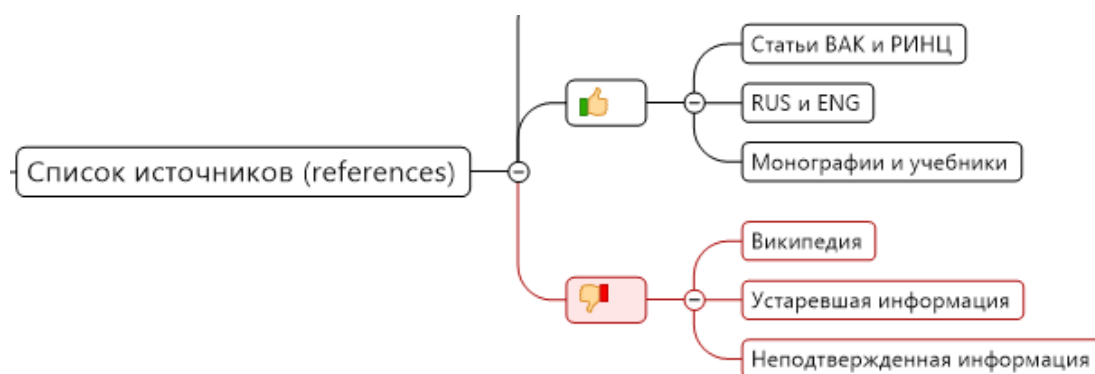 Список источников (references)
Статьи ВАК и РИНЦ
RUS и ENG
Монографии и учебники
Википедия
Устаревшая информация
Неподтвержденная информация